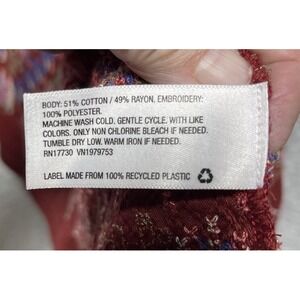 BODY: 51% COTTON / 49% RAYON, EMBROIDERY:
100% POLYESTER.
MACHINE WASH COLD. GENTLE CYCLE. WITH LIKE
COLORS. ONLY NON CHLORINE BLEACH IF NEEDED.
TUMBLE DRY LOW. WARM IRON IF NEEDED.
RN17730 VN1979753
LABEL MADE FROM 100% RECYCLED PLASTIC